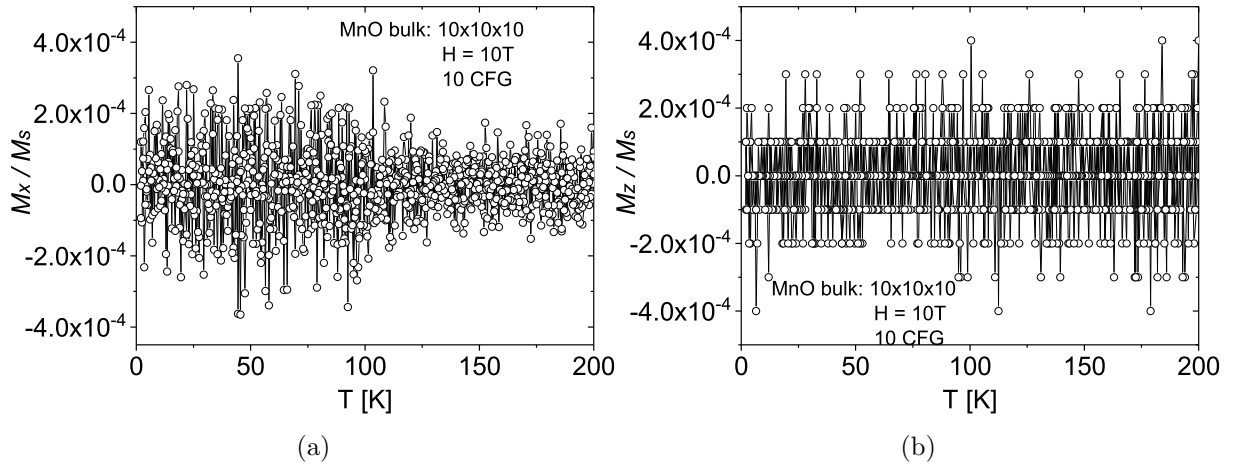 4.0x10⁻⁴
2.0x10⁻⁴
0.0
-2.0x10⁻⁴
-4.0x10⁻⁴
Mx / Ms
MnO bulk: 10x10x10
H = 10T
10 CFG
0
50
100
150
200
T [K]
(a)
4.0x10⁻⁴
2.0x10⁻⁴
0.0
-2.0x10⁻⁴
-4.0x10⁻⁴
Mz / Ms
MnO bulk: 10x10x10
H = 10T
10 CFG
0
50
100
150
200
T [K]
(b)